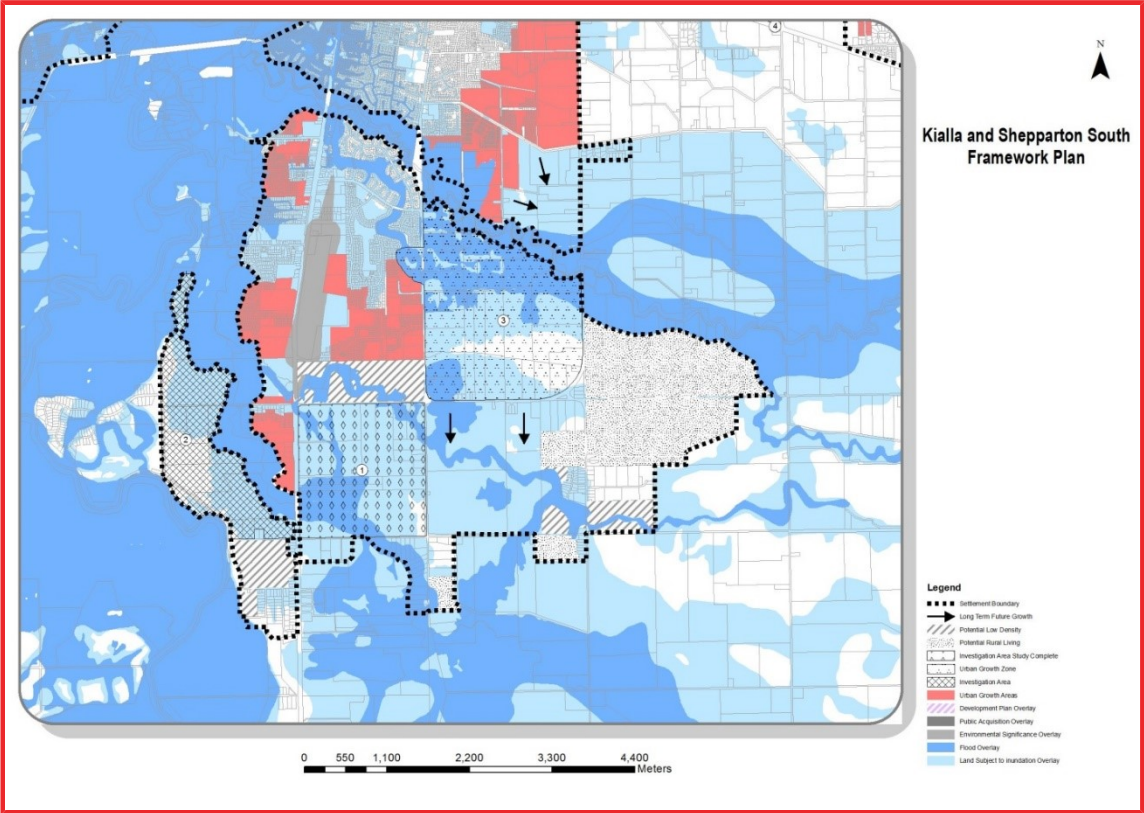 4
N
Kialla and Shepparton South
Framework Plan
3
2
1
Legend
Settlement Boundary
Long Term Future Growth
Potential Low Density
Potential Rural Living
Investigation Area Study Complete
Urban Growth Zone
Investigation Area
Urban Growth Areas
Development Plan Overlay
Public Acquisition Overlay
Environmental Significance Overlay
Flood Overlay
Land Subject to Inundation Overlay
0 550 1,100 2,200 3,300 4,400
Meters